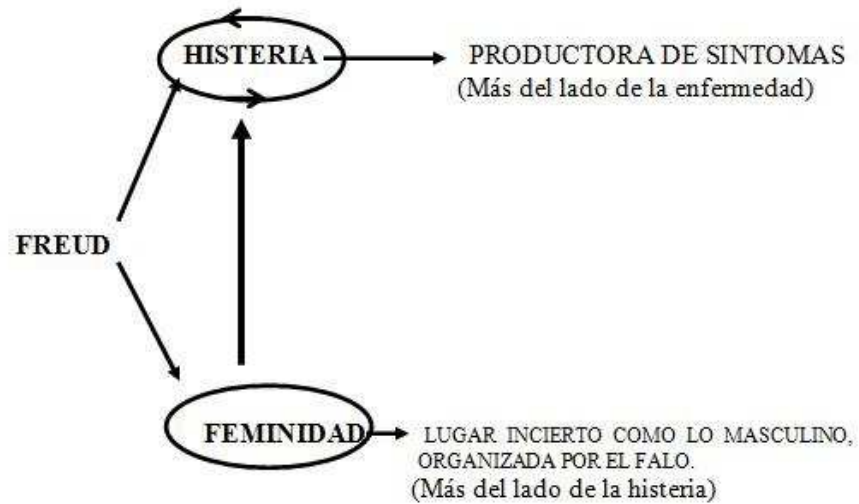 HISTERIA
PRODUCTORA DE SINTOMAS
(Más del lado de la enfermedad)
FREUD
FEMINIDAD
LUGAR INCIERTO COMO LO MASCULINO,
ORGANIZADA POR EL FALO.
(Más del lado de la histeria)